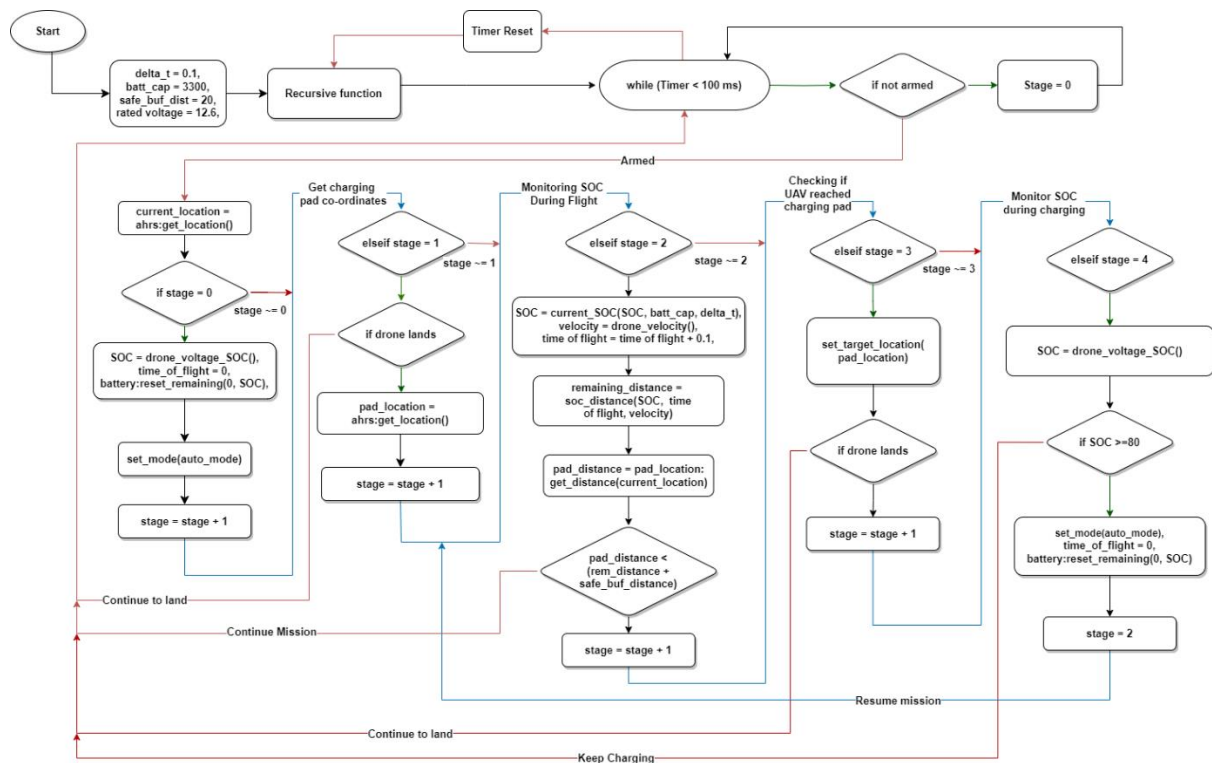 Start
Timer Reset
delta_t = 0.1,
batt_cap = 3300,
safe_buf_dist = 20,
rated voltage = 12.6,
Recursive function
while (Timer < 100 ms)
if not armed
Stage = 0
Armed
current_location =
ahrs:get_location()
if stage = 0
stage ~= 0
SOC = drone_voltage_SOC(),
time_of_flight = 0,
battery:reset_remaining(0, SOC),
set_mode(auto_mode)
stage = stage + 1
Get charging
pad co-ordinates
elseif stage = 1
stage ~= 1
if drone lands
pad_location =
ahrs:get_location()
stage = stage + 1
Continue to land
Monitoring SOC
During Flight
elseif stage = 2
stage ~= 2
SOC = current_SOC(SOC, batt_cap, delta_t),
velocity = drone_velocity(),
time of flight = time of flight + 0.1,
remaining_distance =
soc_distance(SOC, time
of flight, velocity)
pad_distance = pad_location:
get_distance(current_location)
pad_distance <
(rem_distance +
safe_buf_distance)
Continue Mission
stage = stage + 1
Checking if
UAV reached
charging pad
elseif stage = 3
stage ~= 3
set_target_location(
pad_location)
if drone lands
stage = stage + 1
Continue to land
Monitor SOC
during charging
elseif stage = 4
SOC = drone_voltage_SOC()
if SOC >=80
set_mode(auto_mode),
time_of_flight = 0,
battery:reset_remaining(0, SOC)
stage = 2
Resume mission
Keep Charging